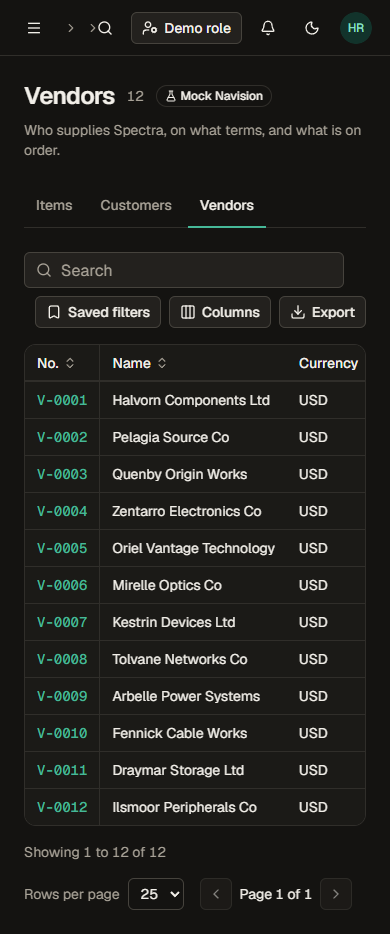 Demo role HR
Vendors 12 Mock Navision
Who supplies Spectra, on what terms, and what is on
order.
Items Customers Vendors
Search
Saved filters Columns Export
No. Name Currency
V-0001 Halvorn Components Ltd USD
V-0002 Pelagia Source Co USD
V-0003 Quenby Origin Works USD
V-0004 Zentarro Electronics Co USD
V-0005 Oriel Vantage Technology USD
V-0006 Mirelle Optics Co USD
V-0007 Kestrin Devices Ltd USD
V-0008 Tolvane Networks Co USD
V-0009 Arbelle Power Systems USD
V-0010 Fennick Cable Works USD
V-0011 Draymar Storage Ltd USD
V-0012 Ilsmoor Peripherals Co USD
Showing 1 to 12 of 12
Rows per page 25 Page 1 of 1